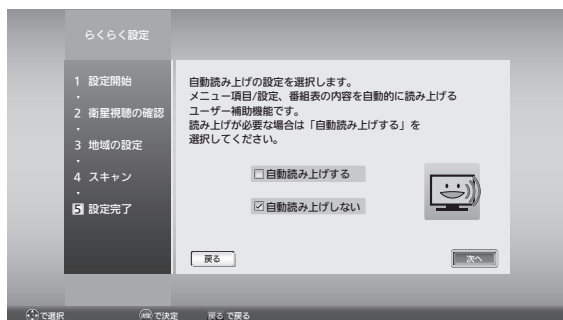 らくらく設定
1 設定開始
2 衛星視聴の確認
3 地域の設定
4 スキャン
5 設定完了
自動読み上げの設定を選択します。
メニュー項目/設定、番組表の内容を自動的に読み上げる
ユーザー補助機能です。
読み上げが必要な場合は「自動読み上げする」を
選択してください。
自動読み上げする
自動読み上げしない
戻る
次へ
で選択 で決定 戻る で戻る